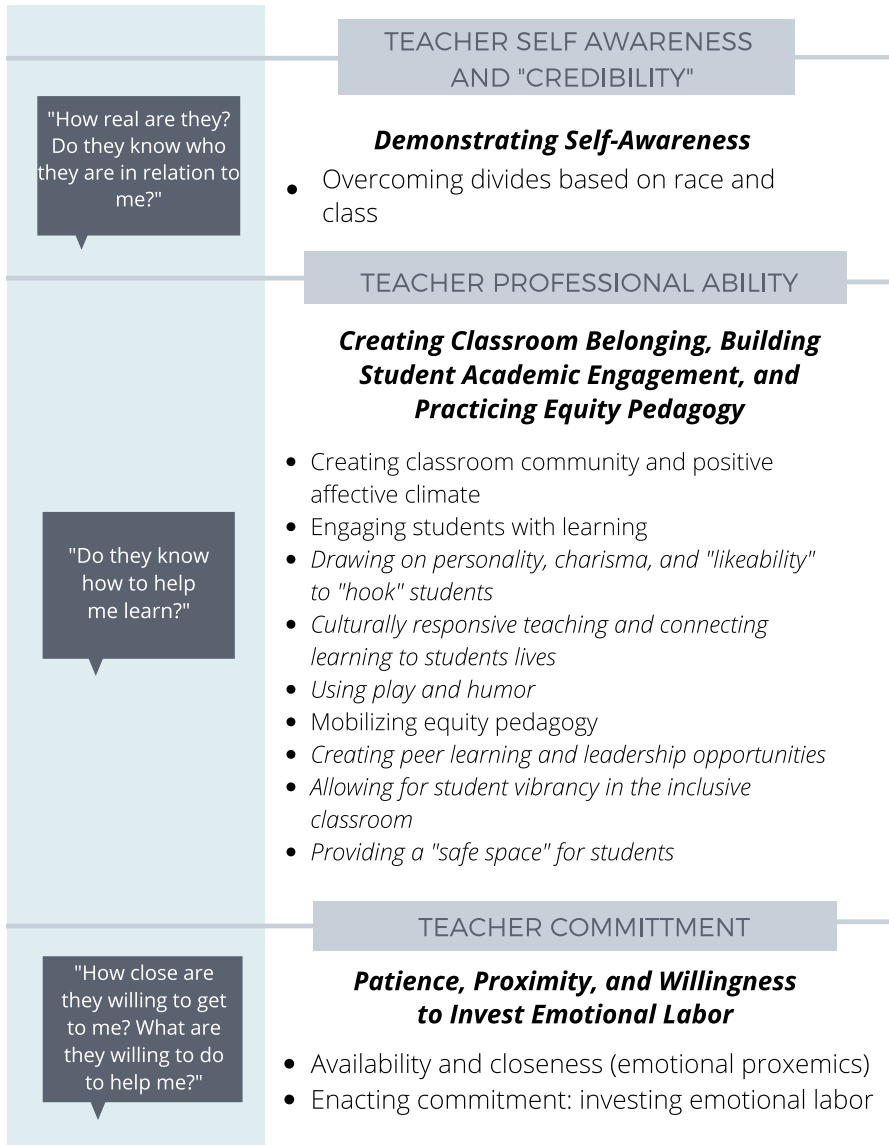 TEACHER SELF AWARENESS
AND "CREDIBILITY"
"How real are they?
Do they know who
they are in relation to
me?"
Demonstrating Self-Awareness
• Overcoming divides based on race and
class
TEACHER PROFESSIONAL ABILITY
Creating Classroom Belonging, Building
Student Academic Engagement, and
Practicing Equity Pedagogy
"Do they know
how to help
me learn?"
• Creating classroom community and positive
affective climate
• Engaging students with learning
• Drawing on personality, charisma, and "likeability"
to "hook" students
• Culturally responsive teaching and connecting
learning to students lives
• Using play and humor
• Mobilizing equity pedagogy
• Creating peer learning and leadership opportunities
• Allowing for student vibrancy in the inclusive
classroom
• Providing a "safe space" for students
TEACHER COMMITTMENT
"How close are
they willing to get
to me? What are
they willing to do
to help me?"
Patience, Proximity, and Willingness
to Invest Emotional Labor
• Availability and closeness (emotional proxemics)
• Enacting commitment: investing emotional labor